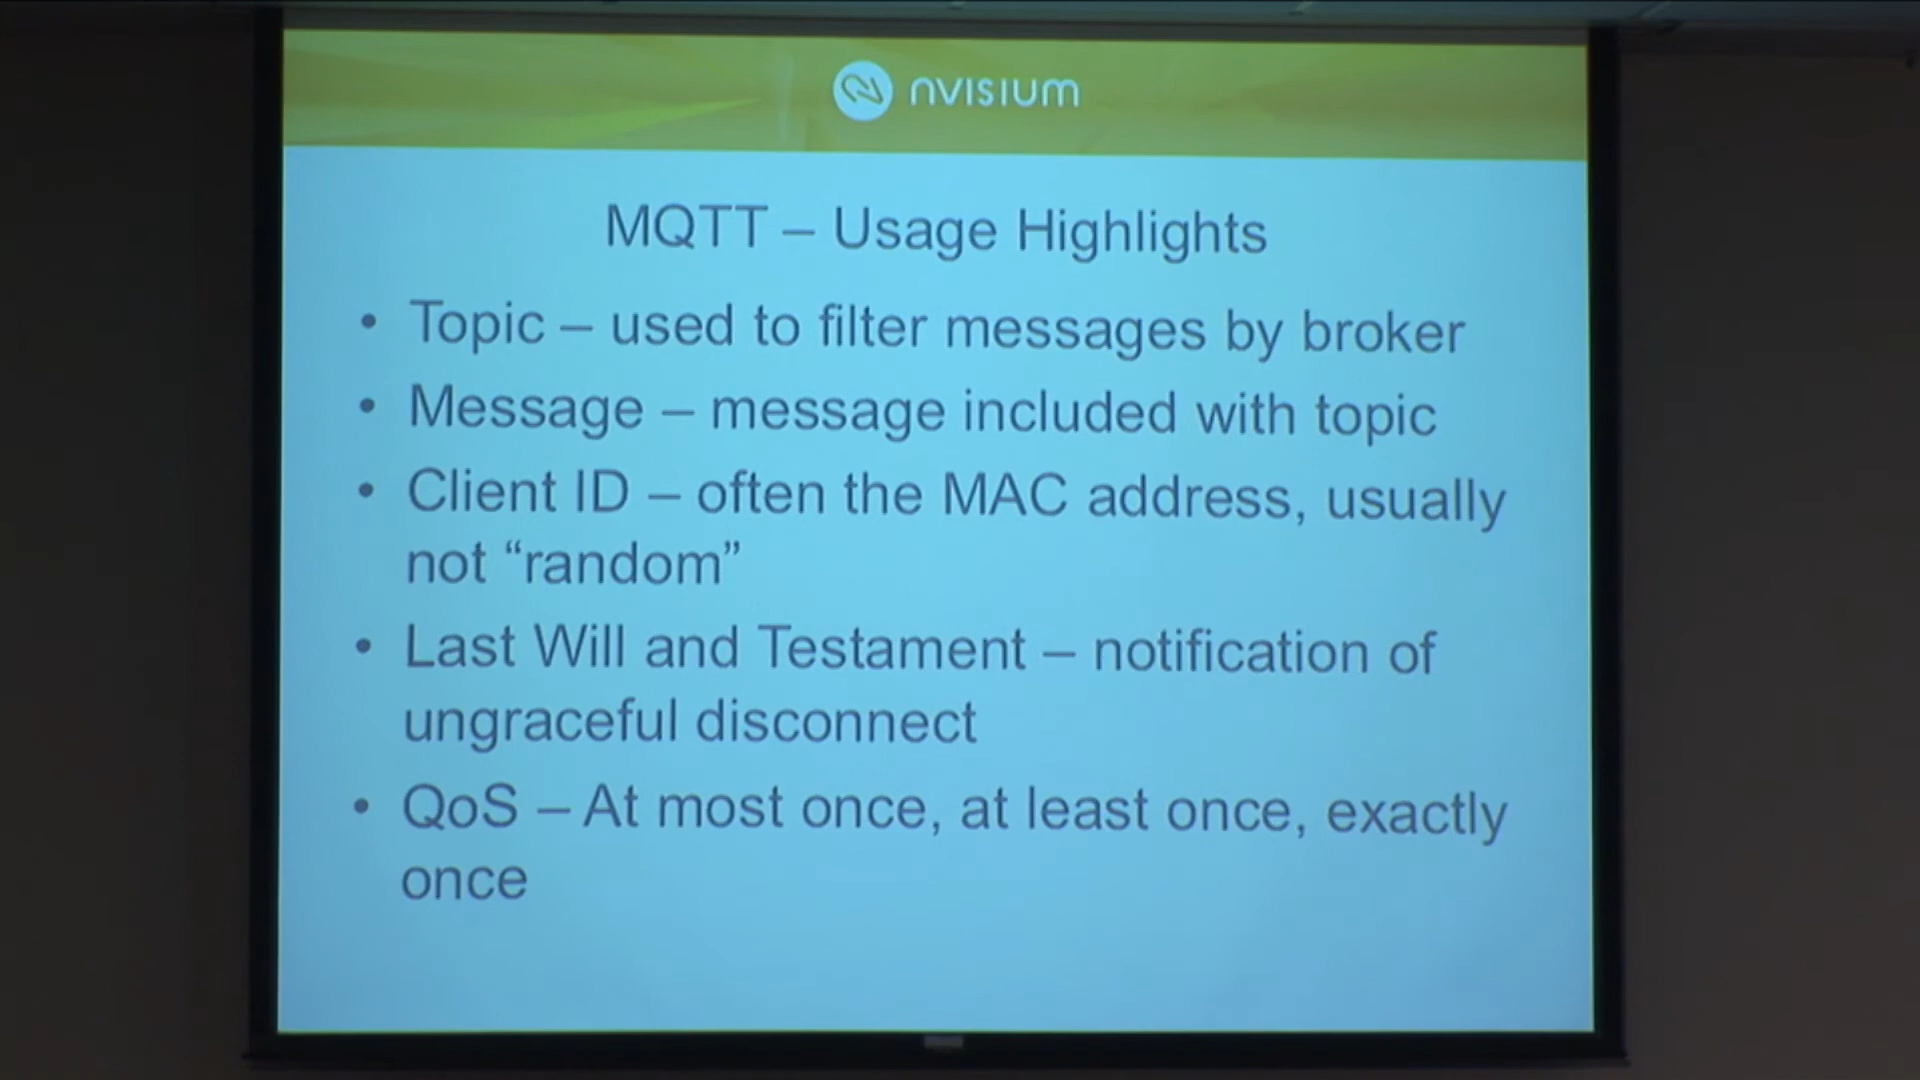 nvisium
MQTT – Usage Highlights
• Topic – used to filter messages by broker
• Message – message included with topic
• Client ID – often the MAC address, usually
not “random”
• Last Will and Testament – notification of
ungraceful disconnect
• QoS – At most once, at least once, exactly
once